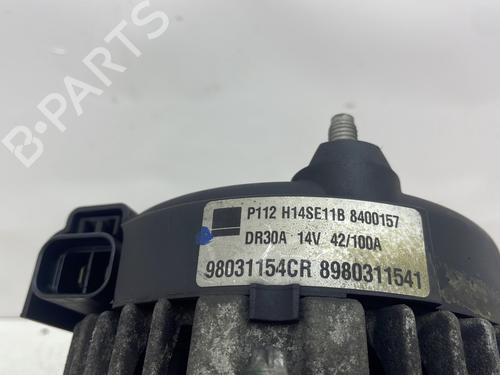 B-PARTS
P112 H14SE11B 8400157
DR30A 14V 42/100A
98031154CR 8980311541